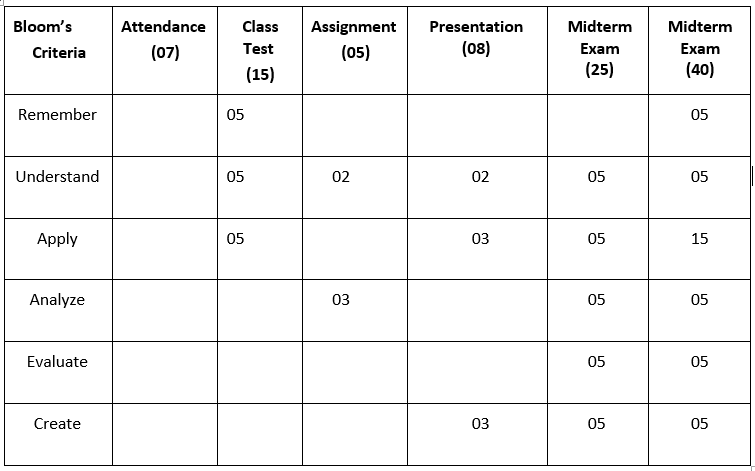 Bloom's Criteria | Attendance (07) | Class Test (15) | Assignment (05) | Presentation (08) | Midterm Exam (25) | Midterm Exam (40)
Remember | | 05 | | | | 05
Understand | | 05 | 02 | 02 | 05 | 05
Apply | | 05 | | 03 | 05 | 15
Analyze | | | 03 | | 05 | 05
Evaluate | | | | | 05 | 05
Create | | | | 03 | 05 | 05